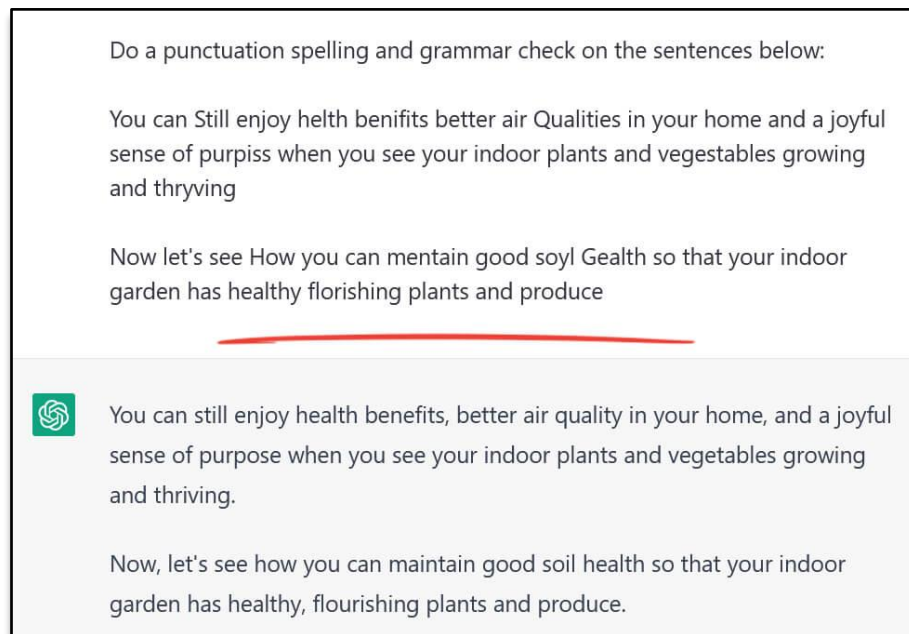 Do a punctuation spelling and grammar check on the sentences below:
You can Still enjoy helth benifits better air Qualities in your home and a joyful
sense of purpiss when you see your indoor plants and vegestables growing
and thryving
Now let's see How you can mentain good soyl Gealth so that your indoor
garden has healthy florishing plants and produce
You can still enjoy health benefits, better air quality in your home, and a joyful
sense of purpose when you see your indoor plants and vegetables growing
and thriving.
Now, let's see how you can maintain good soil health so that your indoor
garden has healthy, flourishing plants and produce.